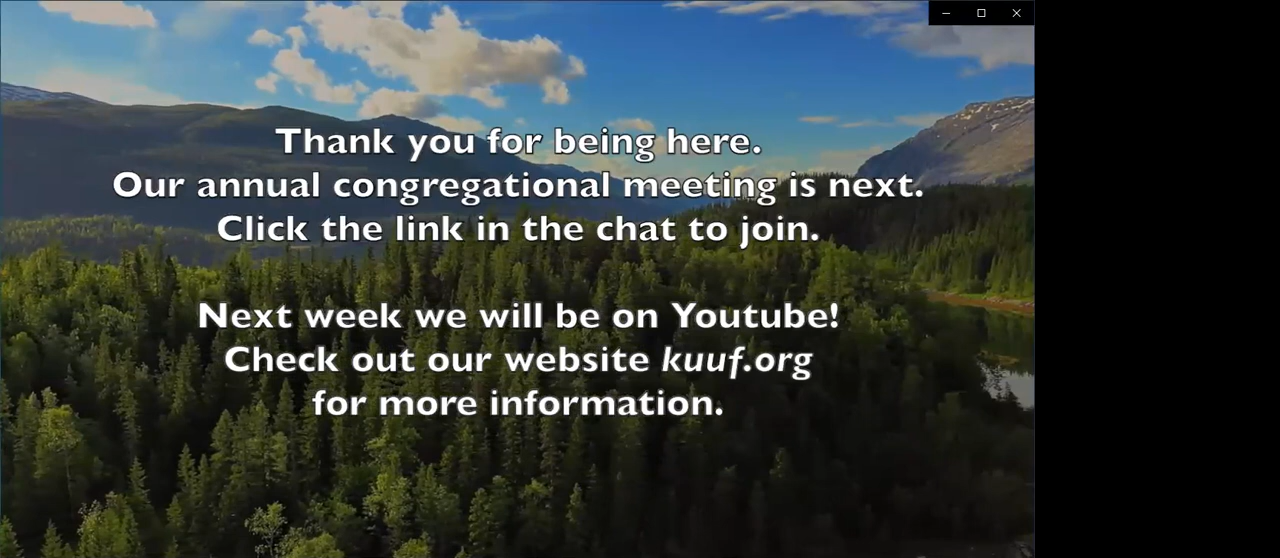 Thank you for being here.
Our annual congregational meeting is next.
Click the link in the chat to join.
Next week we will be on Youtube!
Check out our website kuuf.org
for more information.